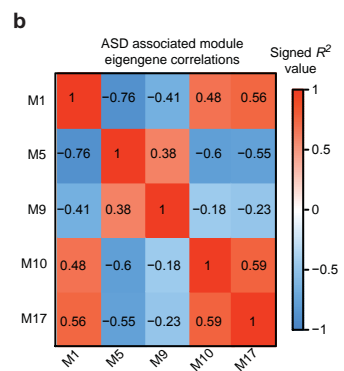 b
ASD associated module
eigengene correlations
Signed R²
value
M1 1 −0.76 −0.41 0.48 0.56
M5 −0.76 1 0.38 −0.6 −0.55
M9 −0.41 0.38 1 −0.18 −0.23
M10 0.48 −0.6 −0.18 1 0.59
M17 0.56 −0.55 −0.23 0.59 1
M1 M5 M9 M10 M17
1
0.5
0
−0.5
−1